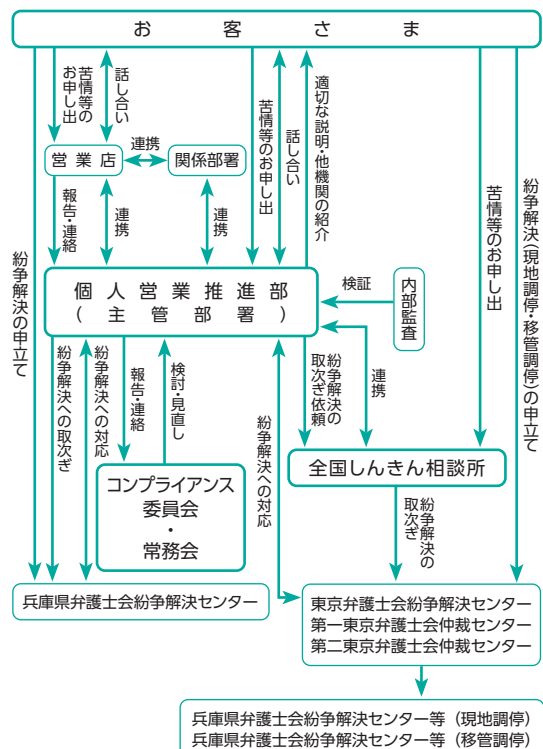 お客さま
苦情等の
お申し出
話し合い
苦情等のお申し出
話し合い
適切な説明・他機関の紹介
営業店
連携
関係部署
報告・連絡
連携
連携
苦情等のお申し出
紛争解決(現地調停・移管調停)の申立て
紛争解決の申立て
個人営業推進部
(主管部署)
検証
内部監査
紛争解決への取次ぎ
紛争解決への対応
報告・連絡
検討・見直し
紛争解決への対応
紛争解決の
取次ぎ依頼
連携
コンプライアンス
委員会
・
常務会
全国しんきん相談所
紛争解決の
取次ぎ
兵庫県弁護士会紛争解決センター
東京弁護士会紛争解決センター
第一東京弁護士会仲裁センター
第二東京弁護士会仲裁センター
兵庫県弁護士会紛争解決センター等(現地調停)
兵庫県弁護士会紛争解決センター等(移管調停)